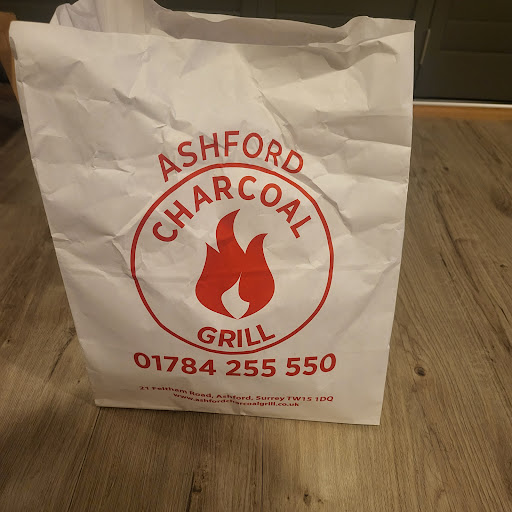 ASHFORD
CHARCOAL
GRILL
01784 255 550
21 Feltham Road, Ashford, Surrey TW15 1DQ
www.ashfordcharcoalgrill.co.uk